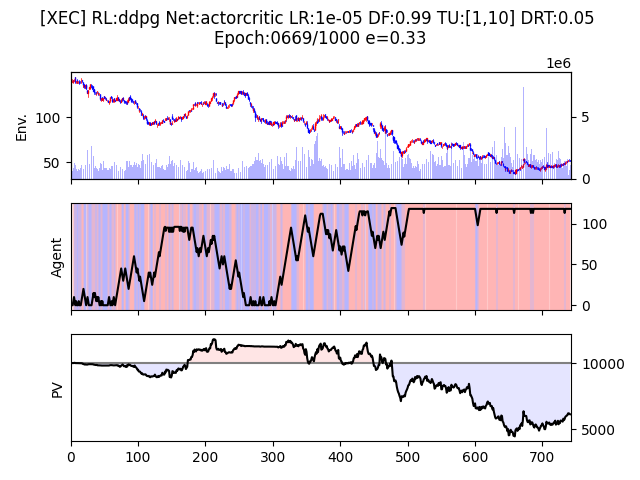 [XEC] RL:ddpg Net:actorcritic LR:1e-05 DF:0.99 TU:[1,10] DRT:0.05
Epoch:0669/1000 e=0.33
1e6
Env.
100
50
5
0
Agent
100
50
0
PV
10000
5000
0 100 200 300 400 500 600 700